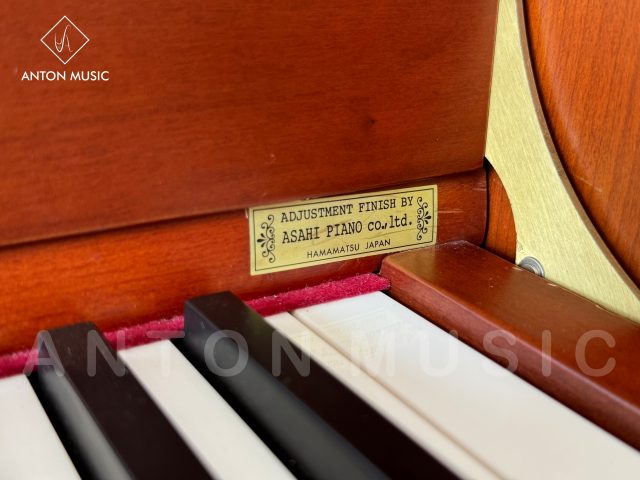 ANTON MUSIC
ADJUSTMENT FINISH BY
ASAHI PIANO co.,ltd.
HAMAMATSU JAPAN
ANTON MUSIC